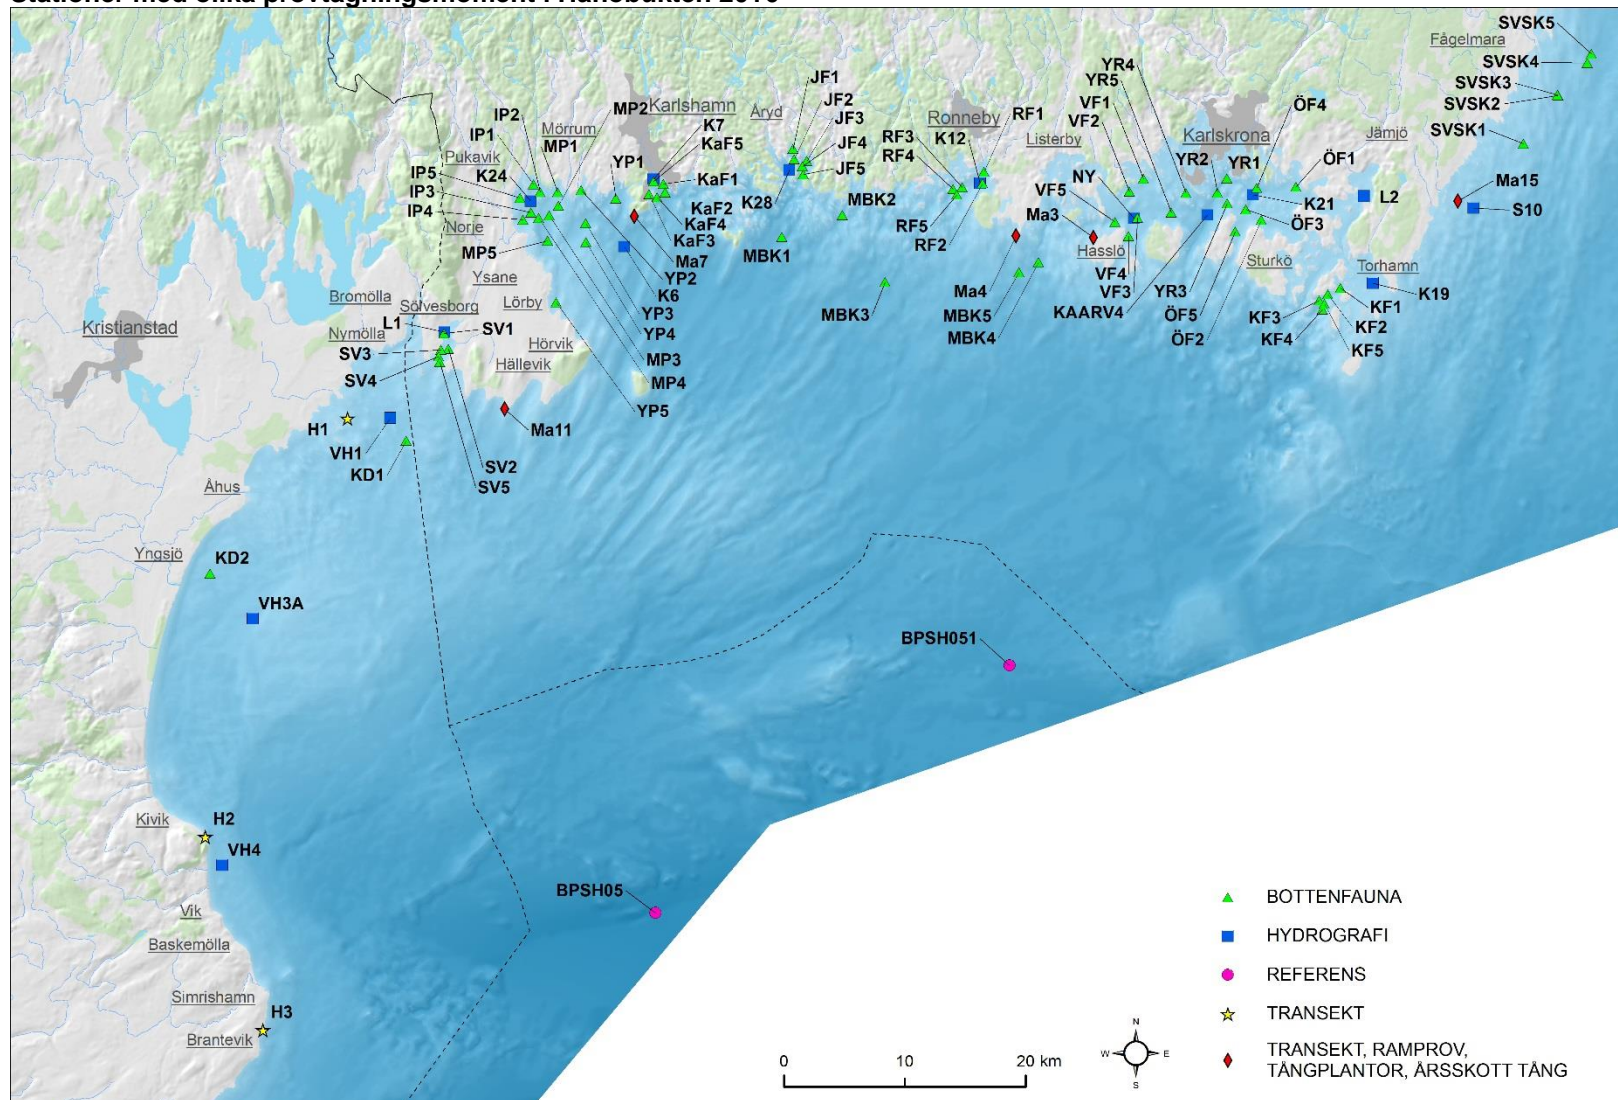 SVSK5
Fågelmara
SVSK4
YR4
YR5
SVSK3
SVSK2
JF1
JF2
JF3
JF4
JF5
MP2
Karlshamn
Åryd
K7
KaF5
IP2
IP1
Mörrum
MP1
YP1
Pukavik
IP5
K24
IP3
IP4
Norje
MP5
Ysane
KaF1
KaF2
KaF4
KaF3
Ma7
YP2
K6
YP3
YP4
MP3
MP4
YP5
K28
MBK2
MBK1
MBK3
Ronneby
RF1
RF3
K12
RF4
RF5
RF2
Listerby
VF1
VF2
NY
VF5
Ma3
Ma4
MBK5
MBK4
Hasslö
VF4
VF3
KAARV4
Karlskrona
YR2
YR1
ÖF4
ÖF1
K21
ÖF3
YR3
ÖF5
ÖF2
Sturkö
Jämjö
SVSK1
L2
Ma15
S10
Torhamn
K19
KF1
KF3
KF2
KF4
KF5
Bromölla
Sölvesborg
Lörby
Kristianstad
Nymölla
L1
SV1
SV3
SV4
Hörvik
Hällevik
Ma11
H1
VH1
KD1
SV2
SV5
Åhus
Yngsjö
KD2
VH3A
BPSH051
Kivik
H2
VH4
BPSH05
Vik
Baskemölla
Simrishamn
H3
Brantevik
BOTTENFAUNA
HYDROGRAFI
REFERENS
TRANSEKT
TRANSEKT, RAMPROV,
TÅNGPLANTOR, ÅRSSKOTT TÅNG
N
W E
S
0 10 20 km